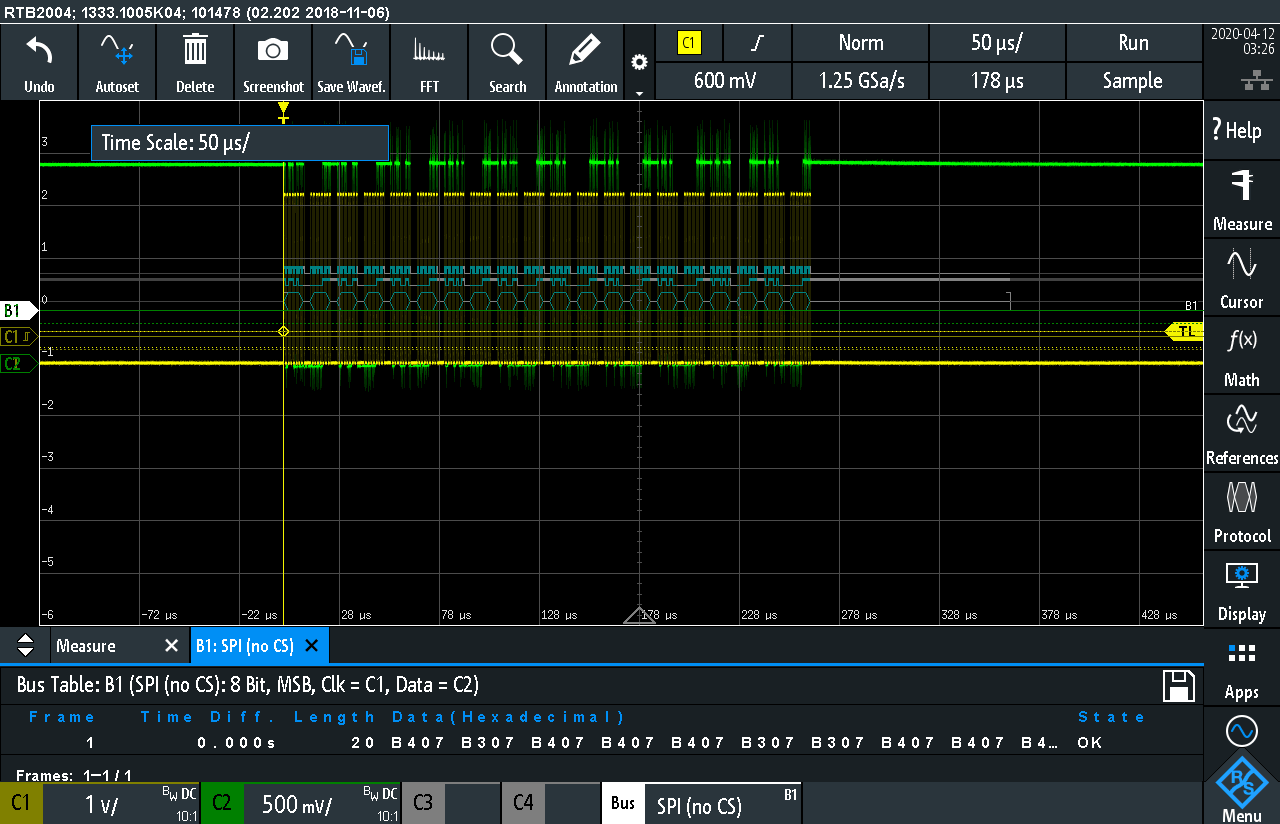 RTB2004; 1333.1005K04; 101478 (02.202 2018-11-06)
Undo
Autoset
Delete
Screenshot
Save Wavef.
FFT
Search
Annotation
C1
Norm
50 µs/
Run
600 mV
1.25 GSa/s
178 µs
Sample
2020-04-12
03:26
Time Scale: 50 µs/
3
2
1
0
-1
-2
-3
-4
-5
-6
B1
C1
C2
B1
TL
-72 µs
-22 µs
28 µs
78 µs
128 µs
178 µs
228 µs
278 µs
328 µs
378 µs
428 µs
? Help
Measure
Cursor
f(x)
Math
References
Protocol
Display
Apps
R&S
Menu
Measure
B1: SPI (no CS)
Bus Table: B1 (SPI (no CS): 8 Bit, MSB, Clk = C1, Data = C2)
Frame Time Diff. Length Data(Hexadecimal) State
1 0.000s 20 B407 B307 B407 B407 B407 B307 B307 B407 B407 B4… OK
Frames: 1-1 / 1
C1 1 V/ BW DC 10:1
C2 500 mV/ BW DC 10:1
C3
C4
Bus SPI (no CS) B1